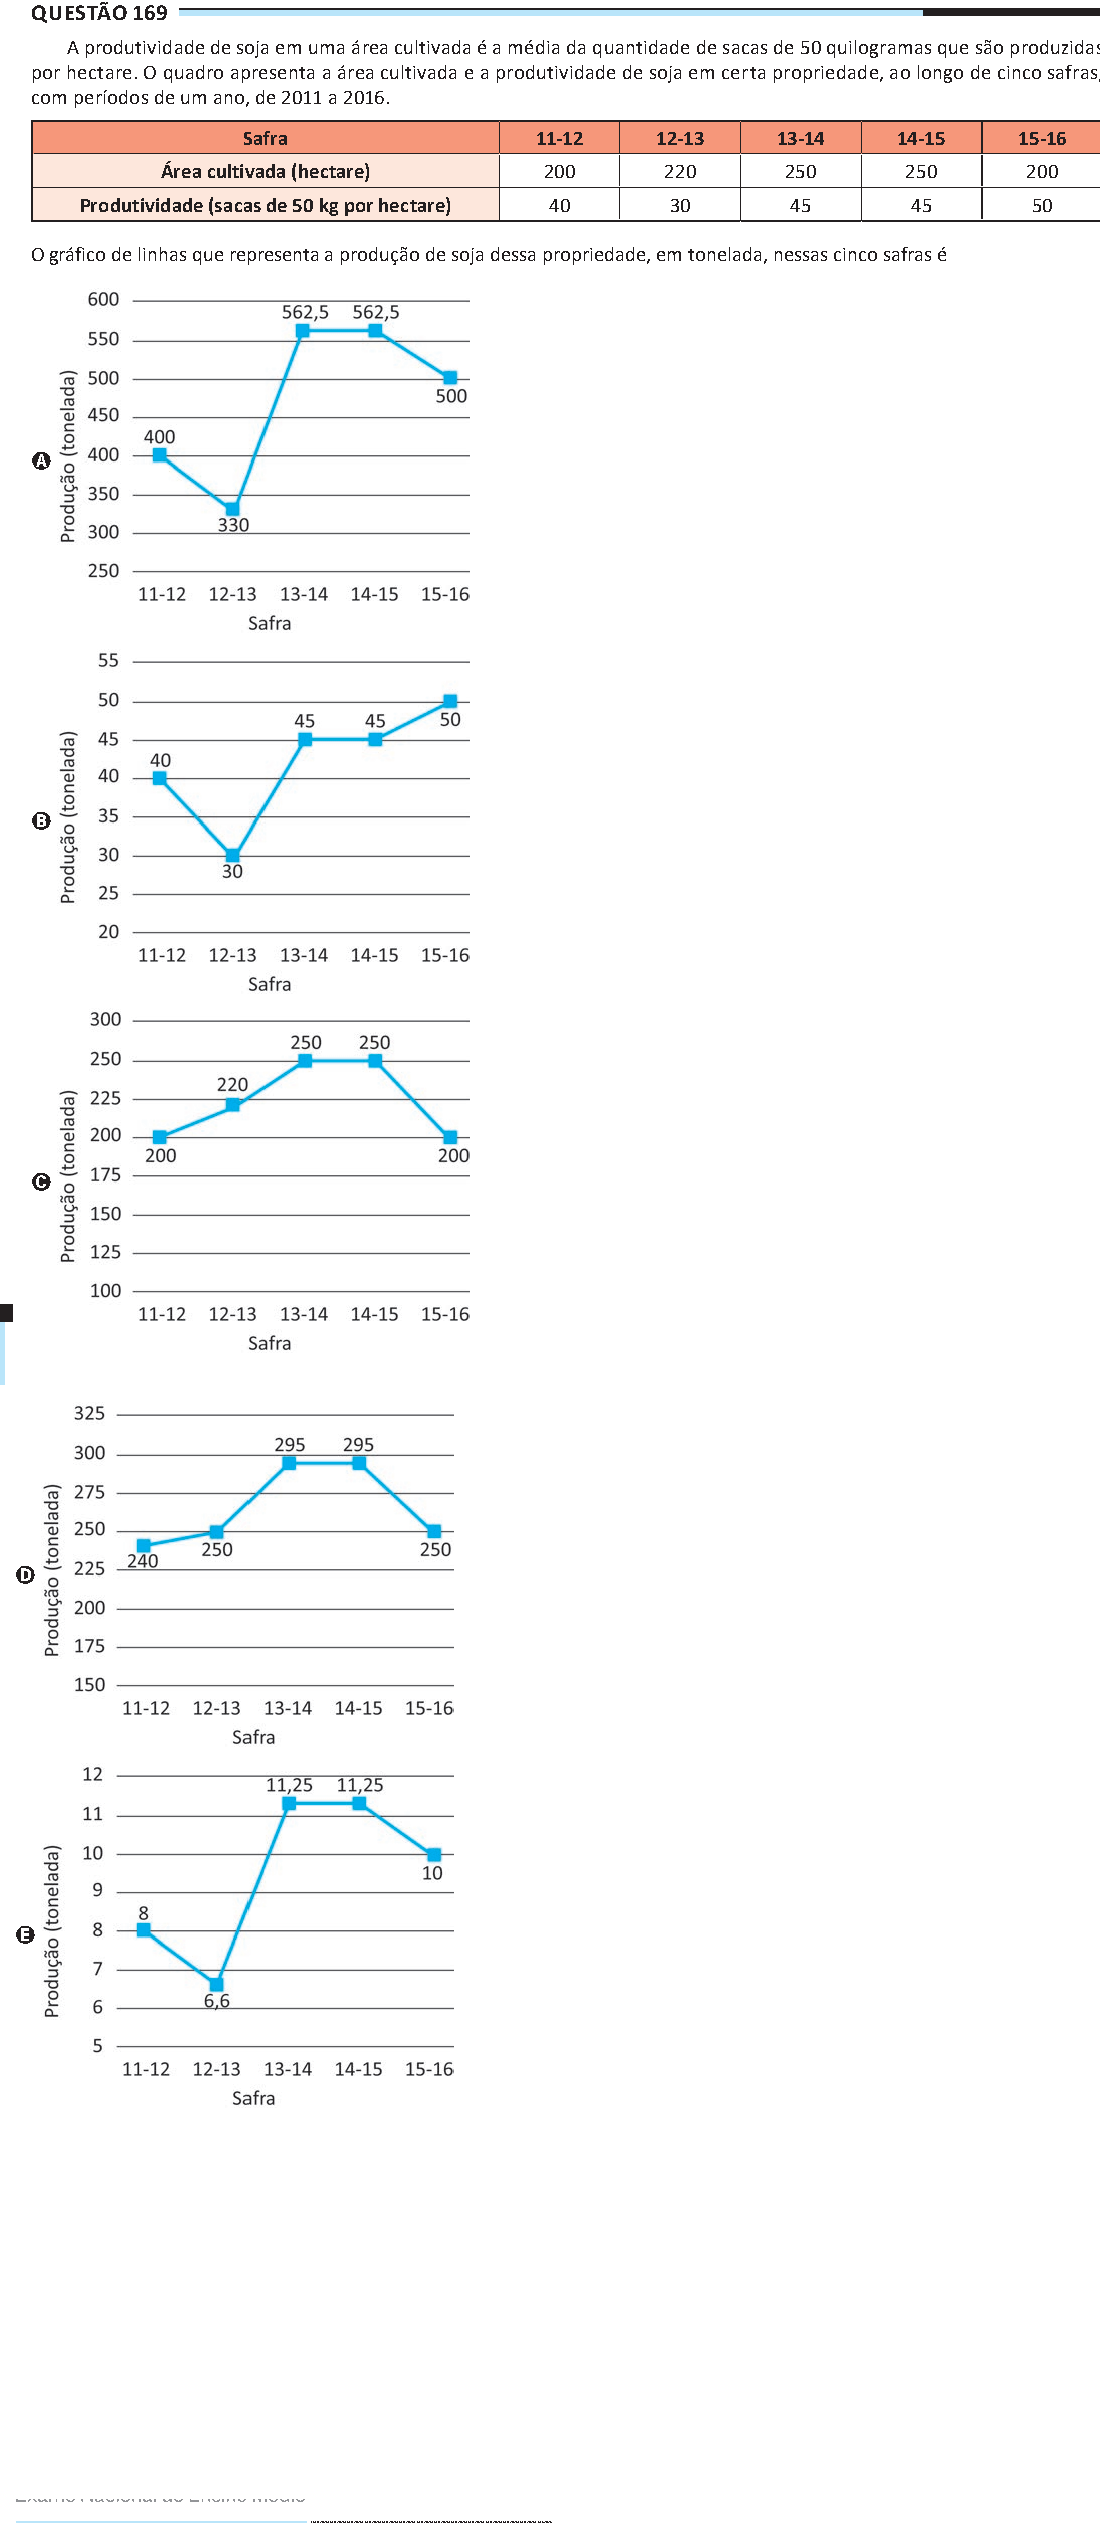 QUESTÃO 169
A produtividade de soja em uma área cultivada é a média da quantidade de sacas de 50 quilogramas que são produzidas
por hectare. O quadro apresenta a área cultivada e a produtividade de soja em certa propriedade, ao longo de cinco safras,
com períodos de um ano, de 2011 a 2016.
Safra 11-12 12-13 13-14 14-15 15-16
Área cultivada (hectare) 200 220 250 250 200
Produtividade (sacas de 50 kg por hectare) 40 30 45 45 50
O gráfico de linhas que representa a produção de soja dessa propriedade, em tonelada, nessas cinco safras é
A
Produção (tonelada)
600
550
500
450
400
350
300
250
400
330
562,5
562,5
500
11-12 12-13 13-14 14-15 15-16
Safra
B
Produção (tonelada)
55
50
45
40
35
30
25
20
40
30
45
45
50
11-12 12-13 13-14 14-15 15-16
Safra
C
Produção (tonelada)
300
250
225
200
175
150
125
100
200
220
250
250
200
11-12 12-13 13-14 14-15 15-16
Safra
D
Produção (tonelada)
325
300
275
250
225
200
175
150
240
250
295
295
250
11-12 12-13 13-14 14-15 15-16
Safra
E
Produção (tonelada)
12
11
10
9
8
7
6
5
8
6,6
11,25
11,25
10
11-12 12-13 13-14 14-15 15-16
Safra